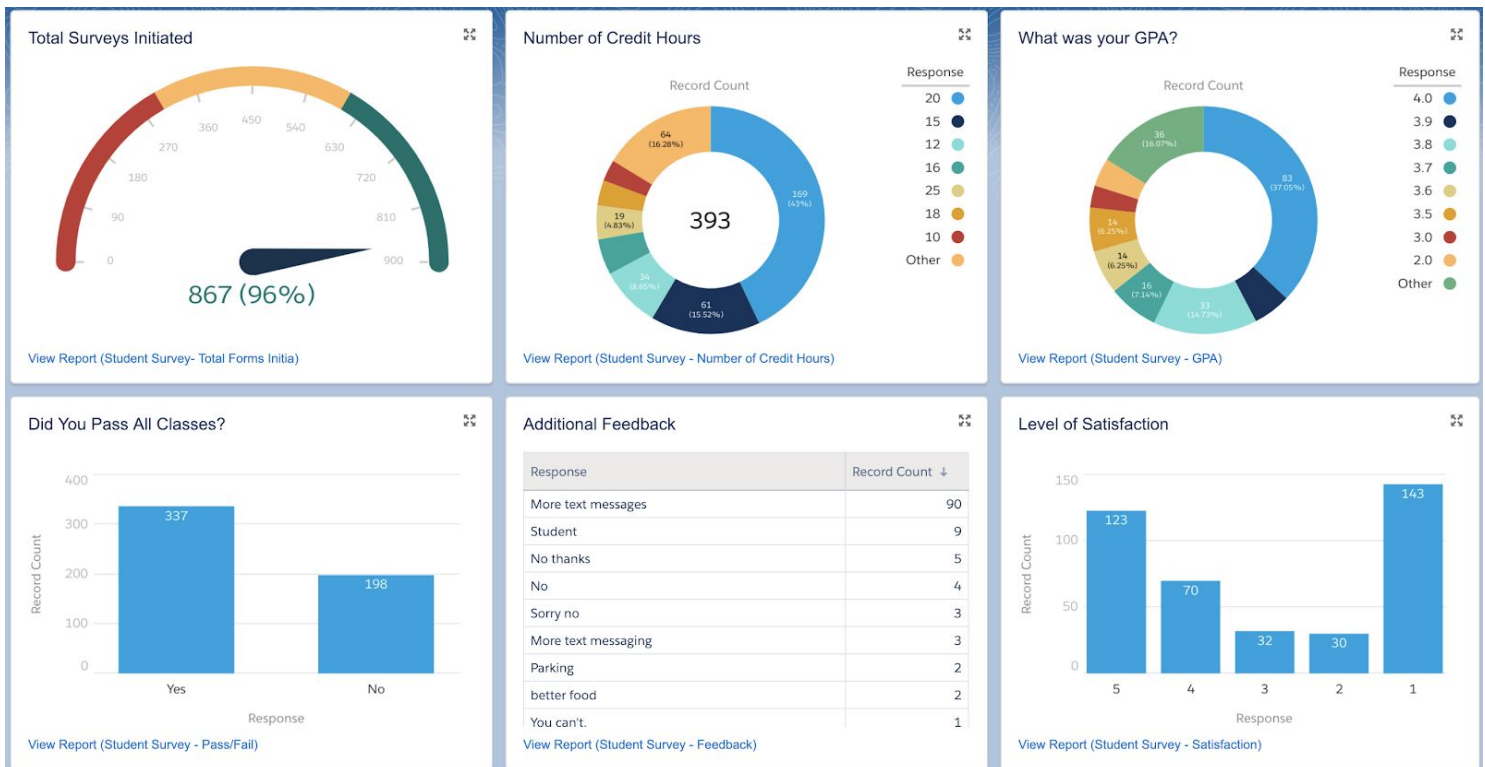 Total Surveys Initiated
0
90
180
270
360
450
540
630
720
810
900
867 (96%)
View Report (Student Survey- Total Forms Initia)
Number of Credit Hours
Record Count
64
(16.28%)
169
(43%)
19
(4.83%)
393
34
(8.65%)
61
(15.52%)
Response
20
15
12
16
25
18
10
Other
View Report (Student Survey - Number of Credit Hours)
What was your GPA?
Record Count
36
(16.07%)
83
(37.05%)
14
(6.25%)
14
(6.25%)
16
(7.14%)
33
(14.73%)
Response
4.0
3.9
3.8
3.7
3.6
3.5
3.0
2.0
Other
View Report (Student Survey - GPA)
Did You Pass All Classes?
Record Count
400
300
200
100
0
337
198
Yes
No
Response
View Report (Student Survey - Pass/Fail)
Additional Feedback
Response Record Count ↓
More text messages 90
Student 9
No thanks 5
No 4
Sorry no 3
More text messaging 3
Parking 2
better food 2
You can't. 1
View Report (Student Survey - Feedback)
Level of Satisfaction
Record Count
150
100
50
0
123
70
32
30
143
5
4
3
2
1
Response
View Report (Student Survey - Satisfaction)